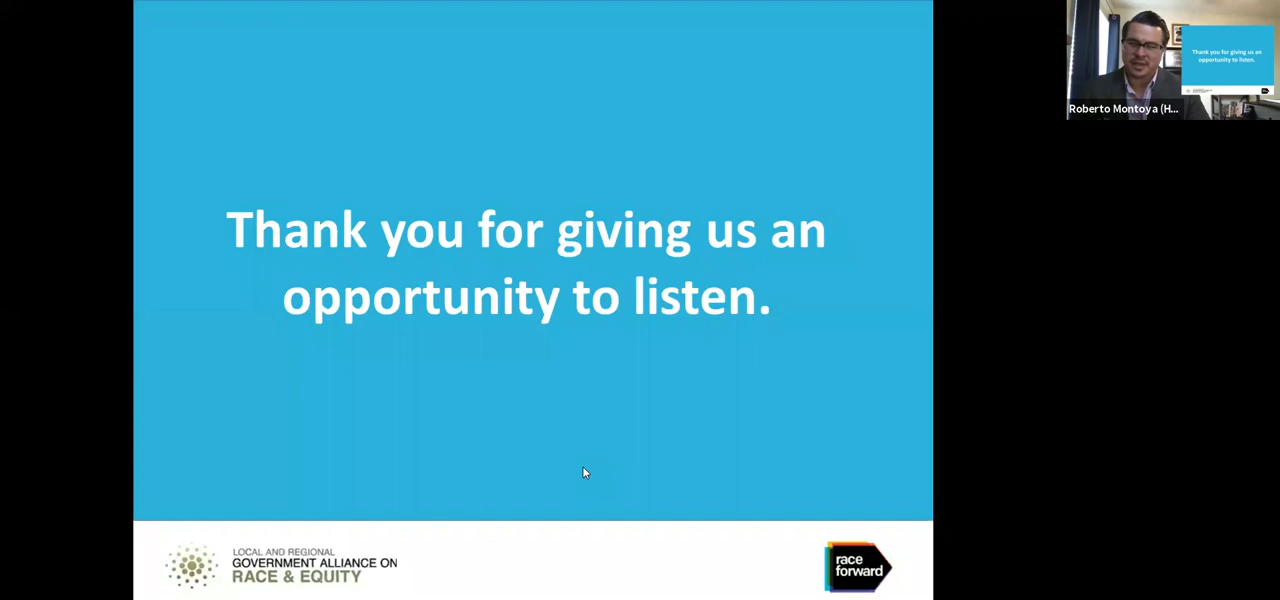 Thank you for giving us an
opportunity to listen.
LOCAL AND REGIONAL
GOVERNMENT ALLIANCE ON
RACE & EQUITY
race
forward
Thank you for giving us an
opportunity to listen.
Roberto Montoya (H...